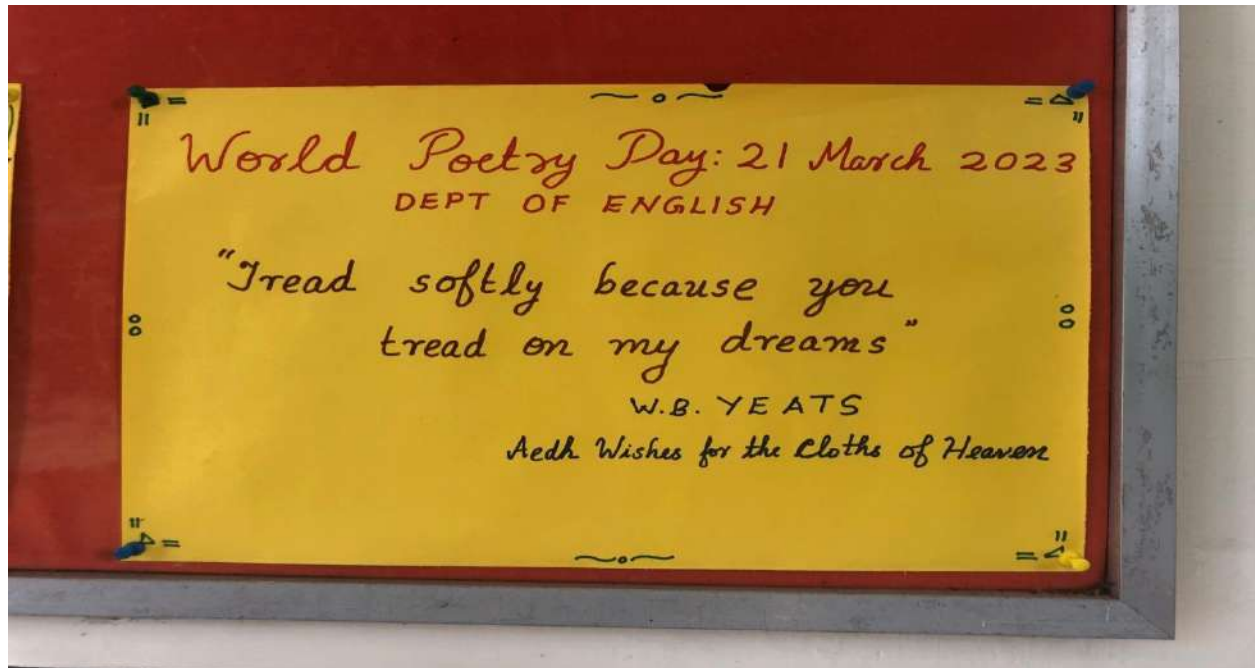 World Poetry Day: 21 March 2023
DEPT OF ENGLISH
"Tread softly because you
tread on my dreams"
W.B. YEATS
Aedh Wishes for the Cloths of Heaven